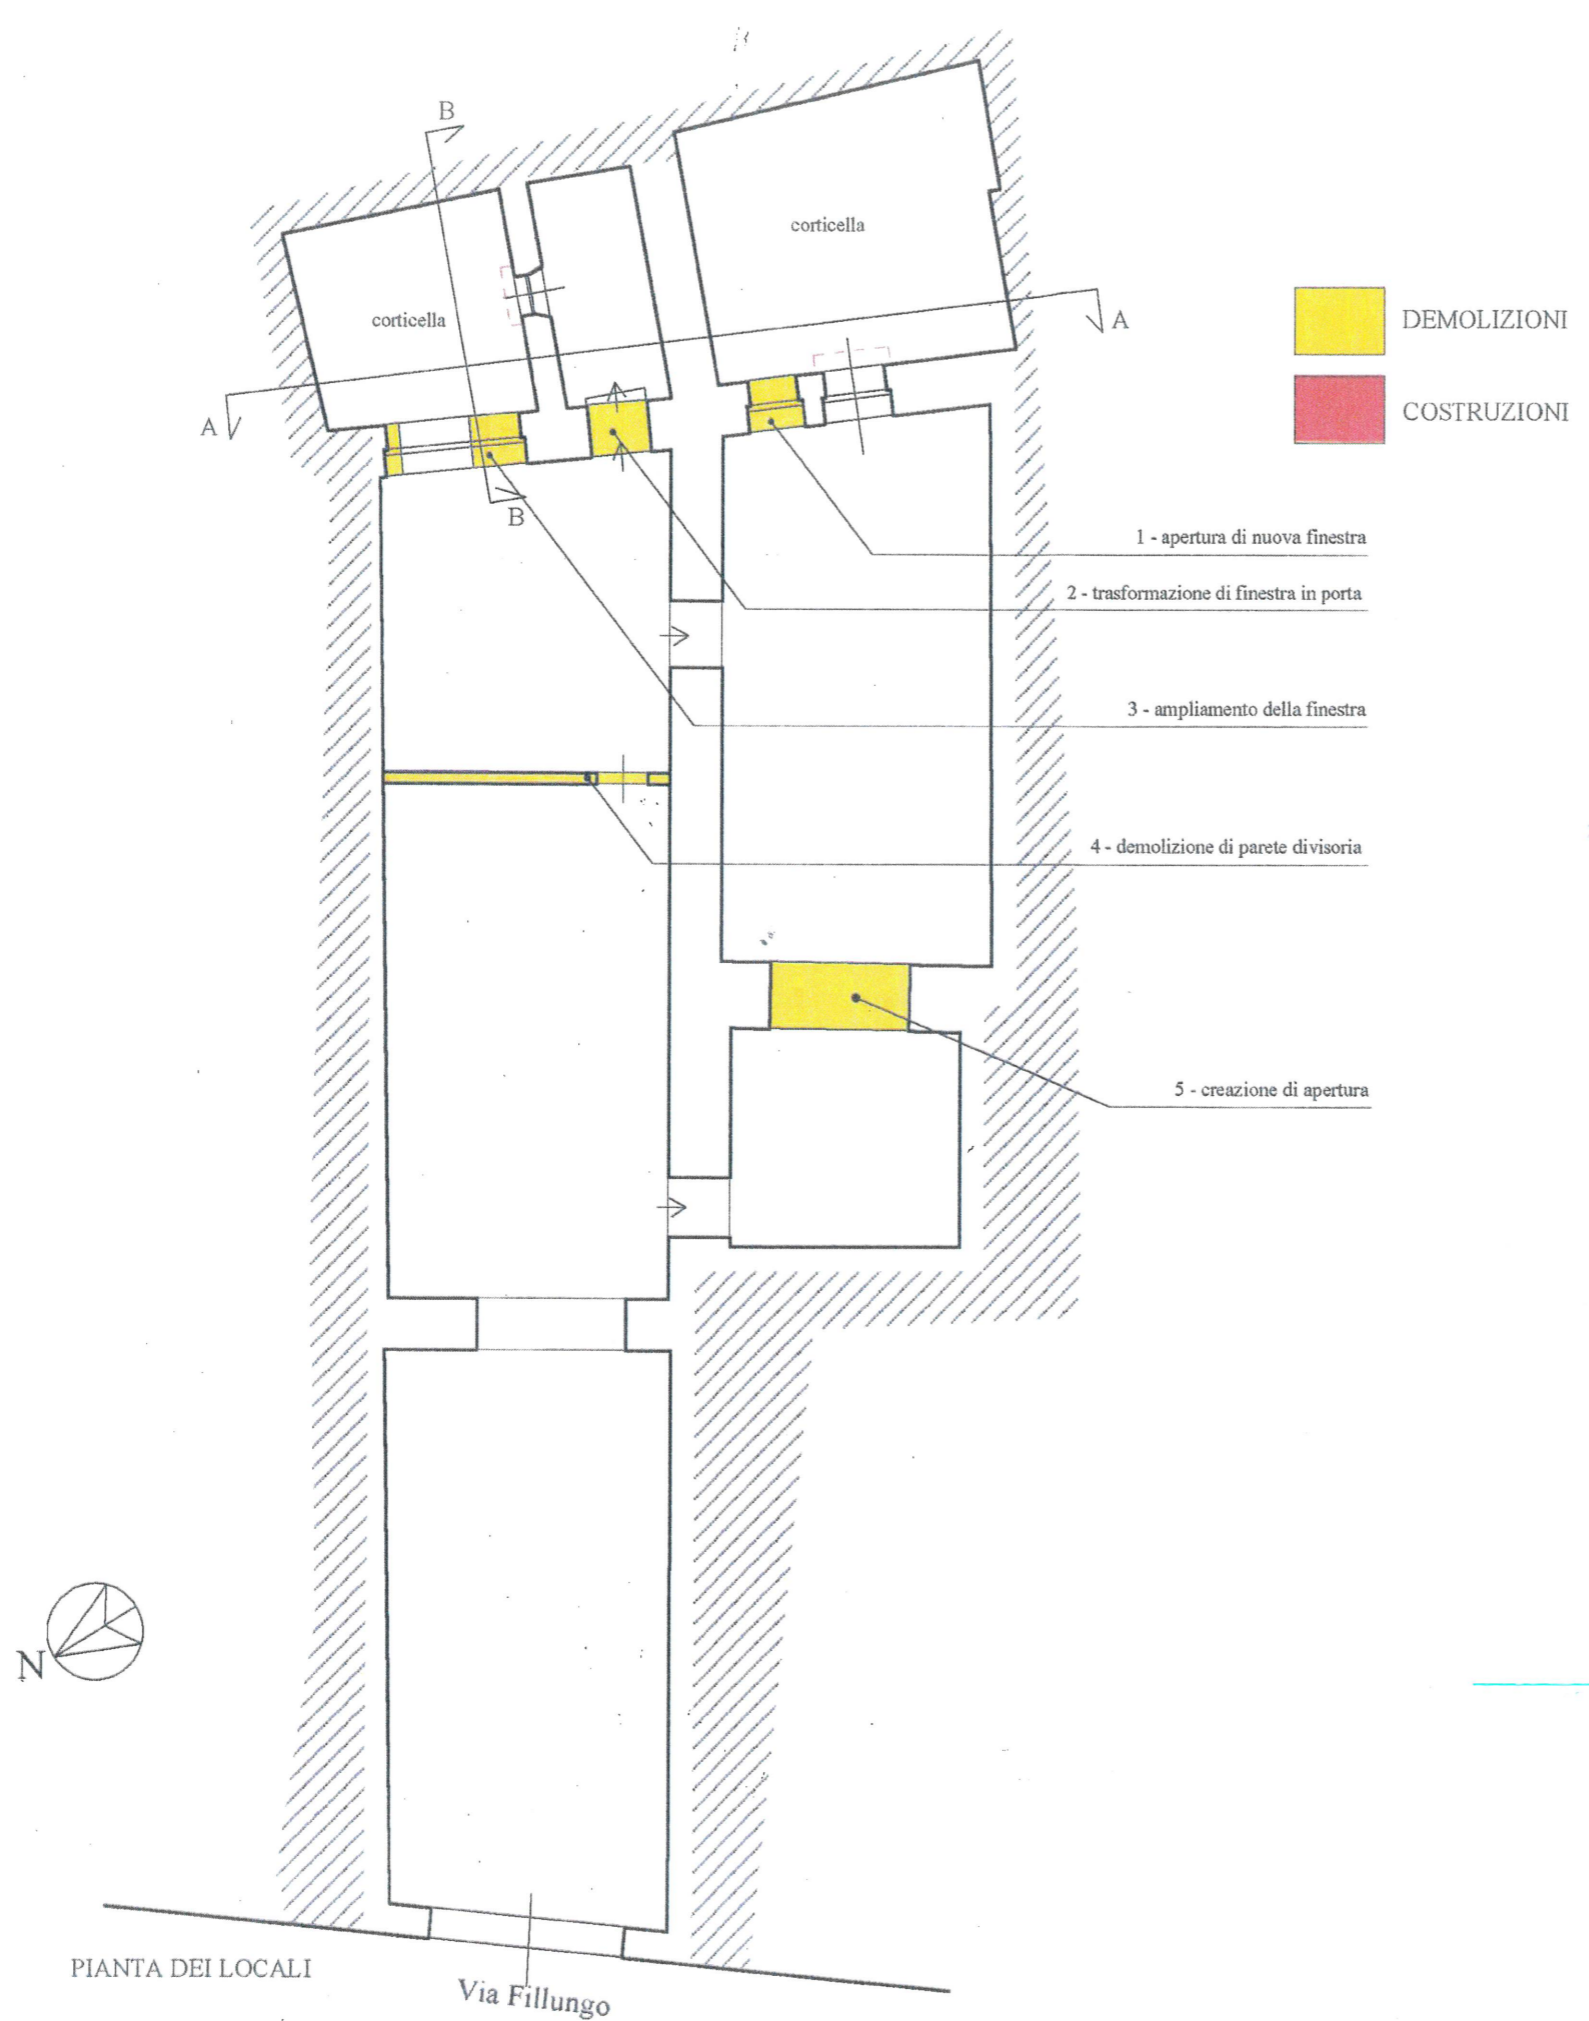 B
corticella
corticella
A
A
B
DEMOLIZIONI
COSTRUZIONI
1 - apertura di nuova finestra
2 - trasformazione di finestra in porta
3 - ampliamento della finestra
4 - demolizione di parete divisoria
5 - creazione di apertura
N
PIANTA DEI LOCALI
Via Fillungo